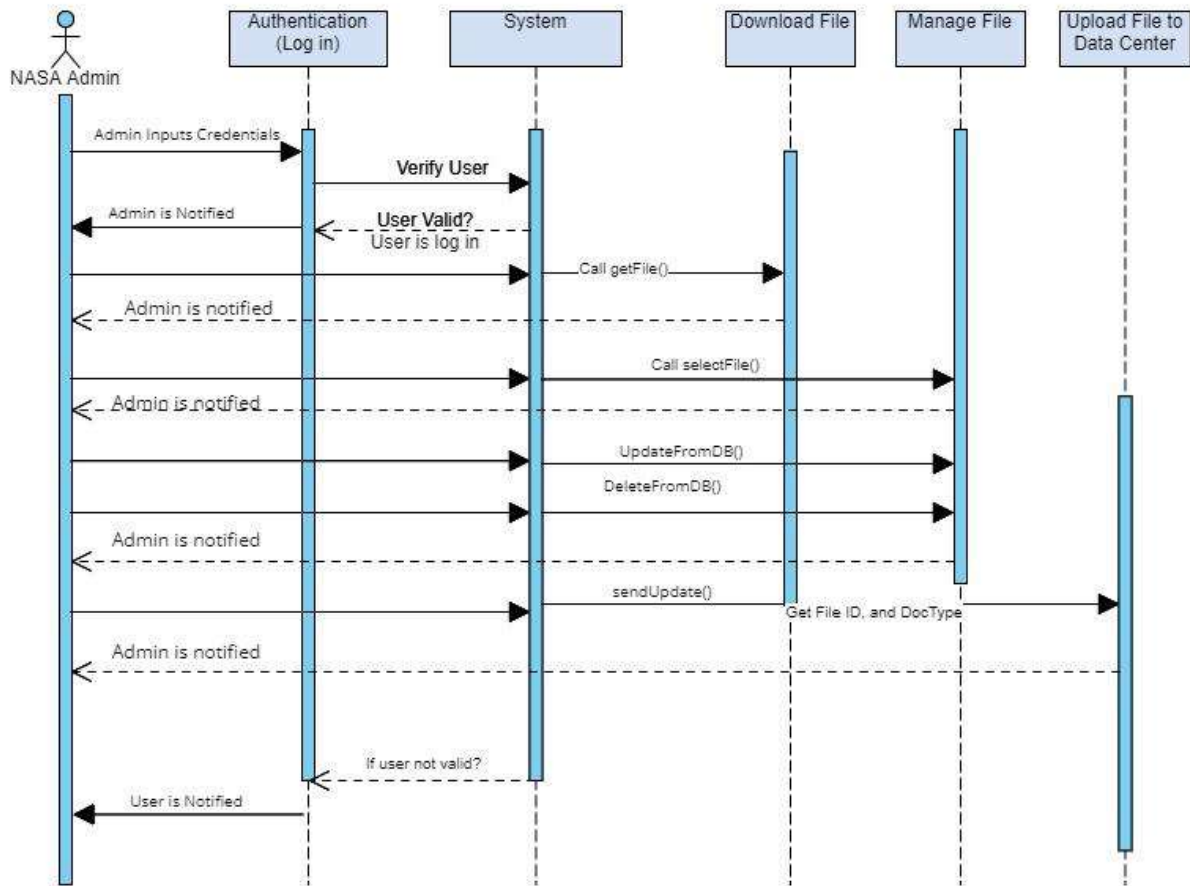 Authentication
(Log in)
System
Download File
Manage File
Upload File to
Data Center
NASA Admin
Admin Inputs Credentials
Verify User
Admin is Notified
User Valid?
User is log in
Call getFile()
Admin is notified
Call selectFile()
Admin is notified
UpdateFromDB()
DeleteFromDB()
Admin is notified
sendUpdate()
Get File ID, and DocType
Admin is notified
If user not valid?
User is Notified